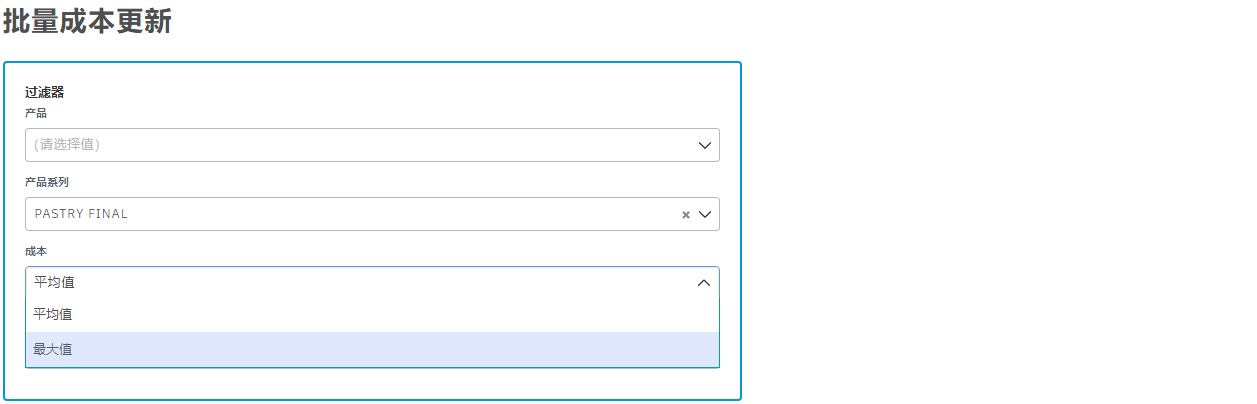 批量成本更新
过滤器
产品
(请选择值)
产品系列
PASTRY FINAL
成本
平均值
平均值
最大值